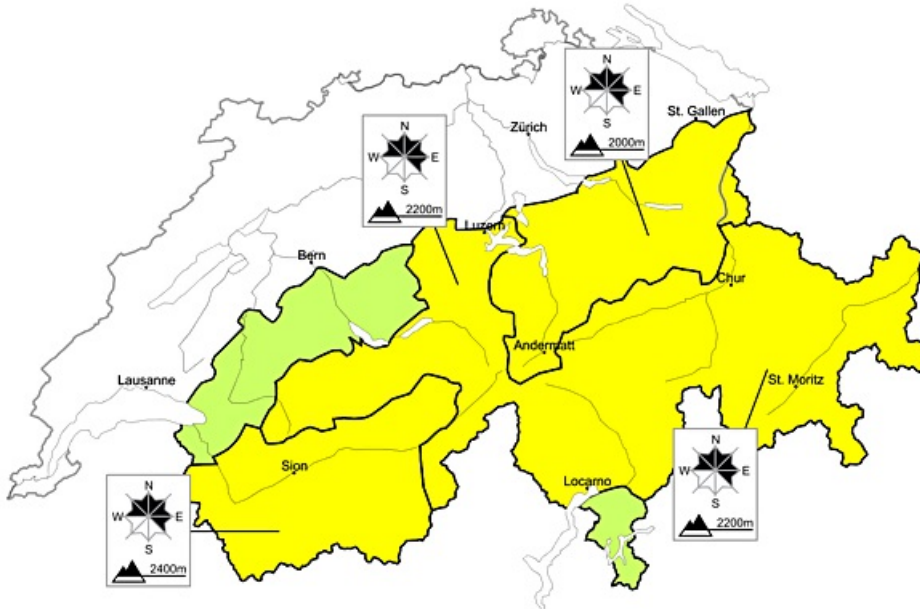 N
W E
S
2000m
St. Gallen
Zürich
N
W E
S
2200m
Luzern
Bern
Chur
Andermatt
Lausanne
St. Moritz
N
W E
S
2200m
Sion
Locarno
N
W E
S
2400m